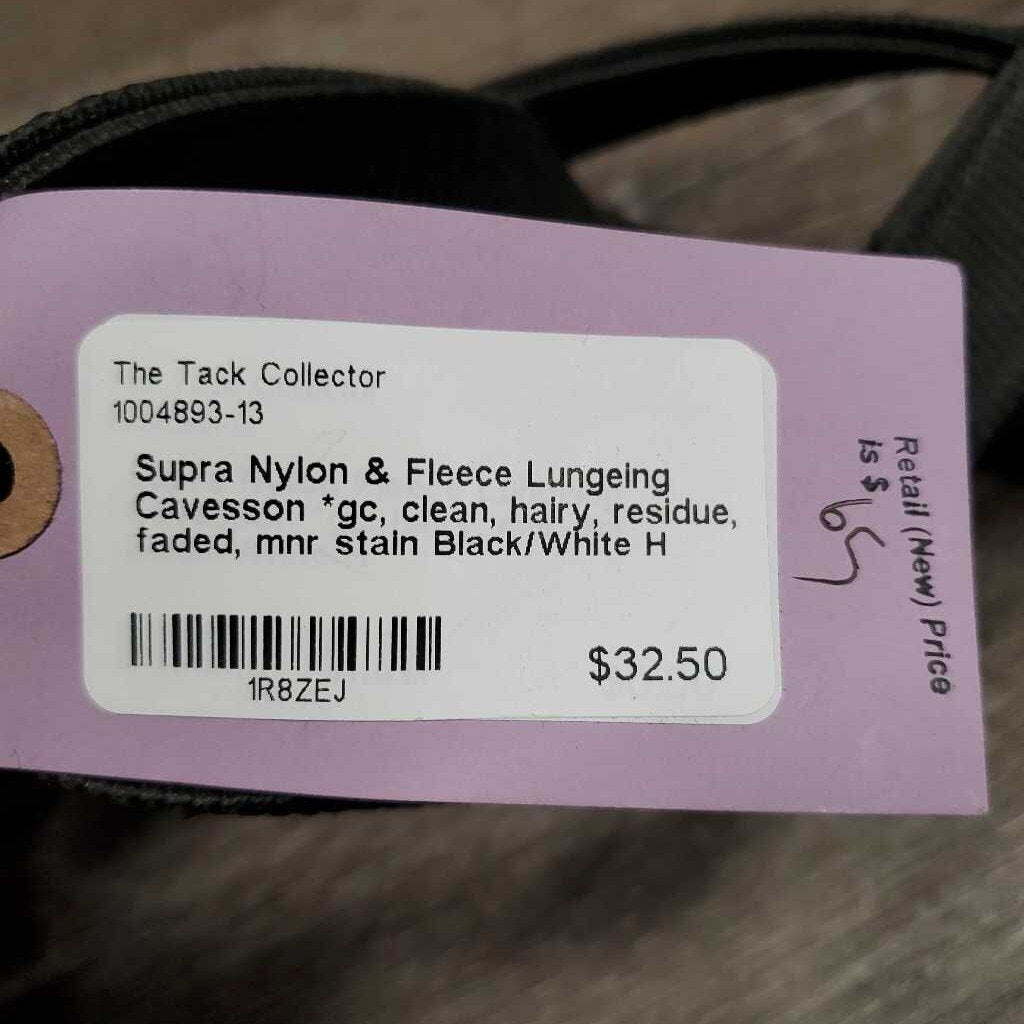 The Tack Collector
1004893-13
Supra Nylon & Fleece Lungeing
Cavesson *gc, clean, hairy, residue,
faded, mnr stain Black/White H
1R8ZEJ
$32.50
Retail (New) Price
is $
65